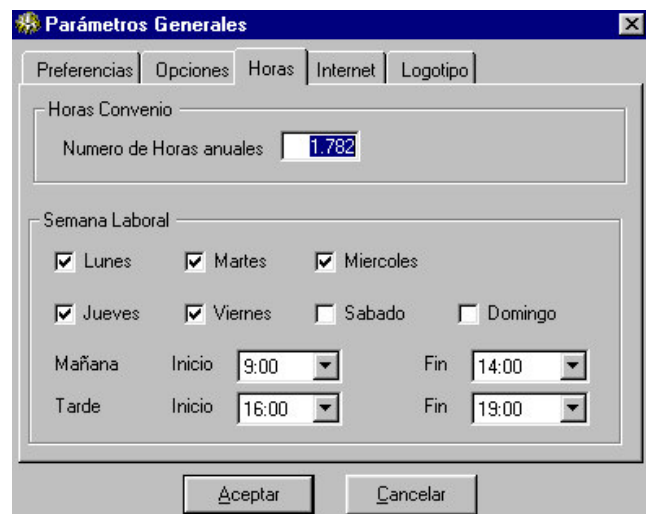 Parámetros Generales
Preferencias Opciones Horas Internet Logotipo
Horas Convenio
Numero de Horas anuales 1.782
Semana Laboral
Lunes Martes Miercoles
Jueves Viernes Sabado Domingo
Mañana Inicio 9:00 Fin 14:00
Tarde Inicio 16:00 Fin 19:00
Aceptar Cancelar